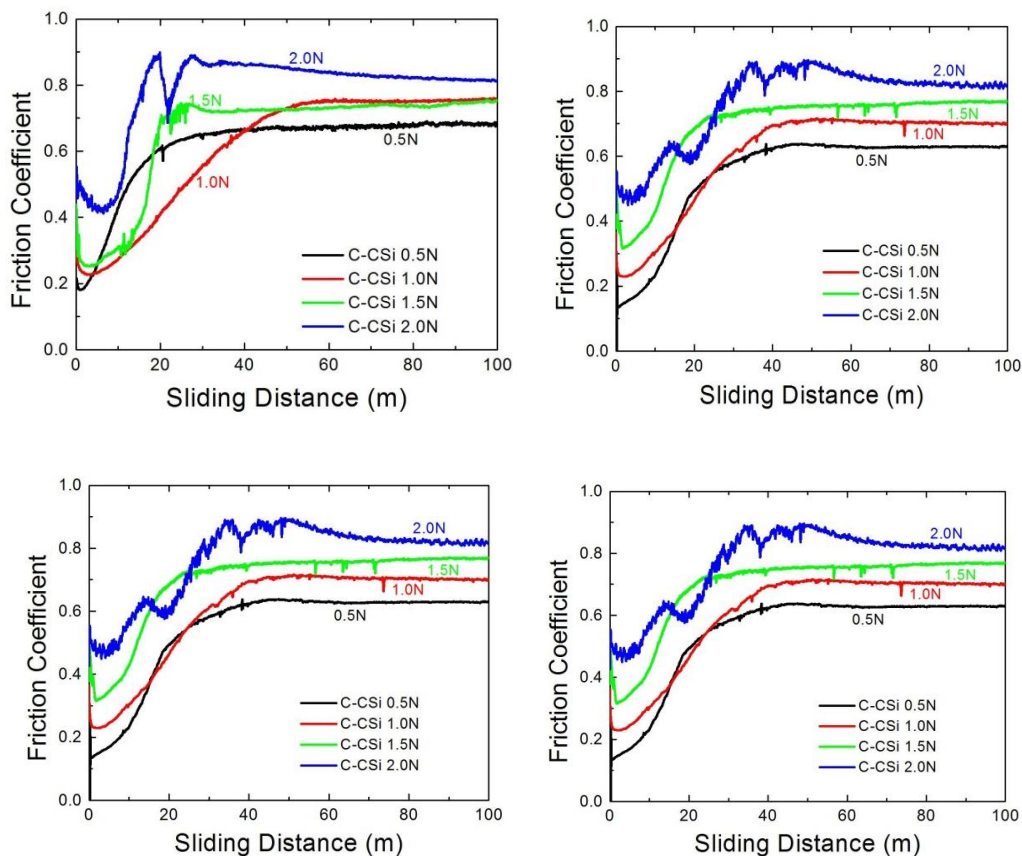 1.0
0.8
0.6
0.4
0.2
0.0
Friction Coefficient
2.0N
1.5N
0.5N
1.0N
C-CSi 0.5N
C-CSi 1.0N
C-CSi 1.5N
C-CSi 2.0N
0 20 40 60 80 100
Sliding Distance (m)
1.0
0.8
0.6
0.4
0.2
0.0
Friction Coefficient
2.0N
1.5N
1.0N
0.5N
C-CSi 0.5N
C-CSi 1.0N
C-CSi 1.5N
C-CSi 2.0N
0 20 40 60 80 100
Sliding Distance (m)
1.0
0.8
0.6
0.4
0.2
0.0
Friction Coefficient
2.0N
1.5N
1.0N
0.5N
C-CSi 0.5N
C-CSi 1.0N
C-CSi 1.5N
C-CSi 2.0N
0 20 40 60 80 100
Sliding Distance (m)
1.0
0.8
0.6
0.4
0.2
0.0
Friction Coefficient
2.0N
1.5N
1.0N
0.5N
C-CSi 0.5N
C-CSi 1.0N
C-CSi 1.5N
C-CSi 2.0N
0 20 40 60 80 100
Sliding Distance (m)